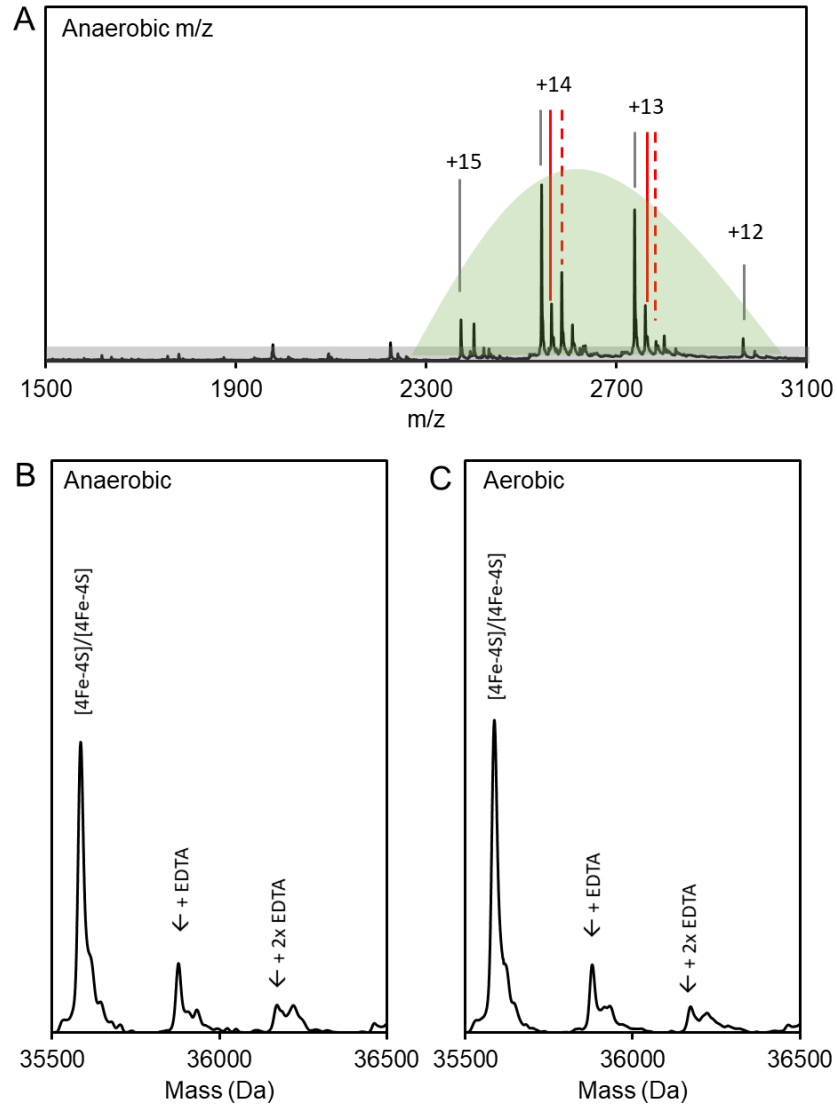 A
Anaerobic m/z
+14
+13
+15
+12
1500
1900
2300
2700
3100
m/z
B
Anaerobic
[4Fe-4S]/[4Fe-4S]
← + EDTA
← + 2x EDTA
35500
36000
36500
Mass (Da)
C
Aerobic
[4Fe-4S]/[4Fe-4S]
← + EDTA
← + 2x EDTA
35500
36000
36500
Mass (Da)